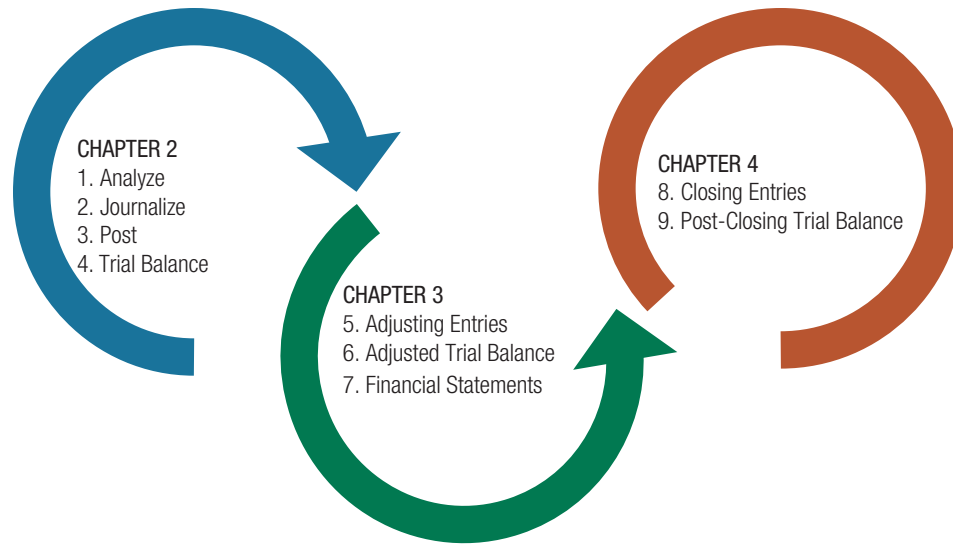 CHAPTER 2
1. Analyze
2. Journalize
3. Post
4. Trial Balance
CHAPTER 3
5. Adjusting Entries
6. Adjusted Trial Balance
7. Financial Statements
CHAPTER 4
8. Closing Entries
9. Post-Closing Trial Balance